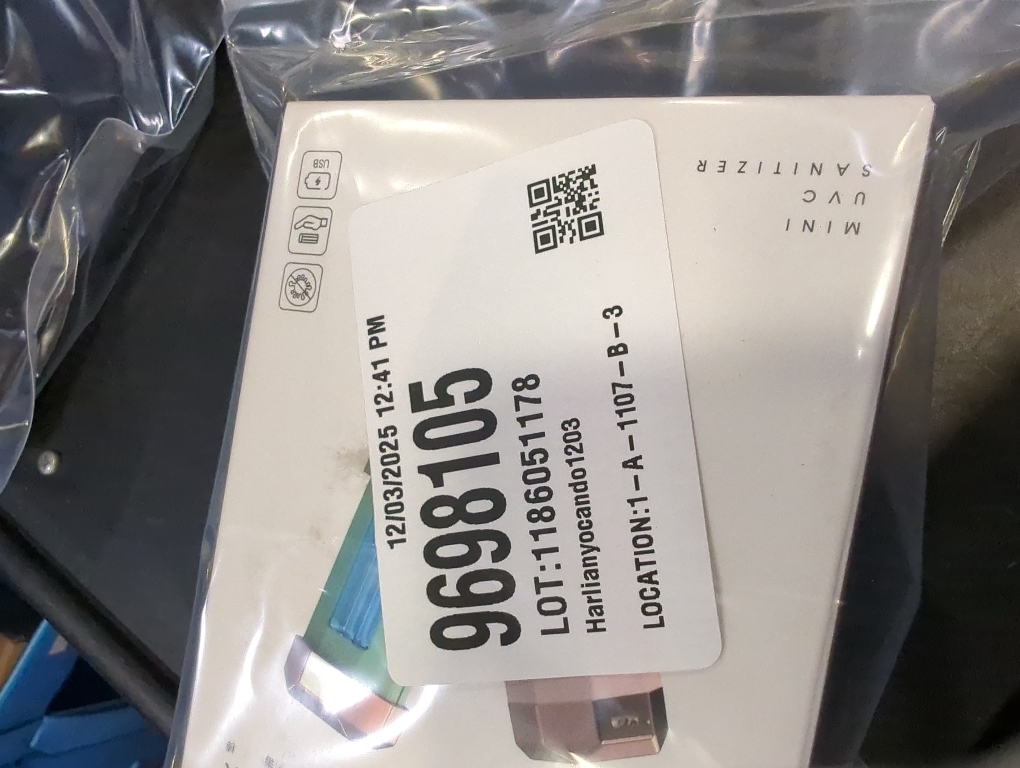 12/03/2025 12:41 PM
9698105
LOT:1186051178
Harlianyocando1203
LOCATION:1-A-1107-B-3
MINI
UVC
SANITIZER
USB